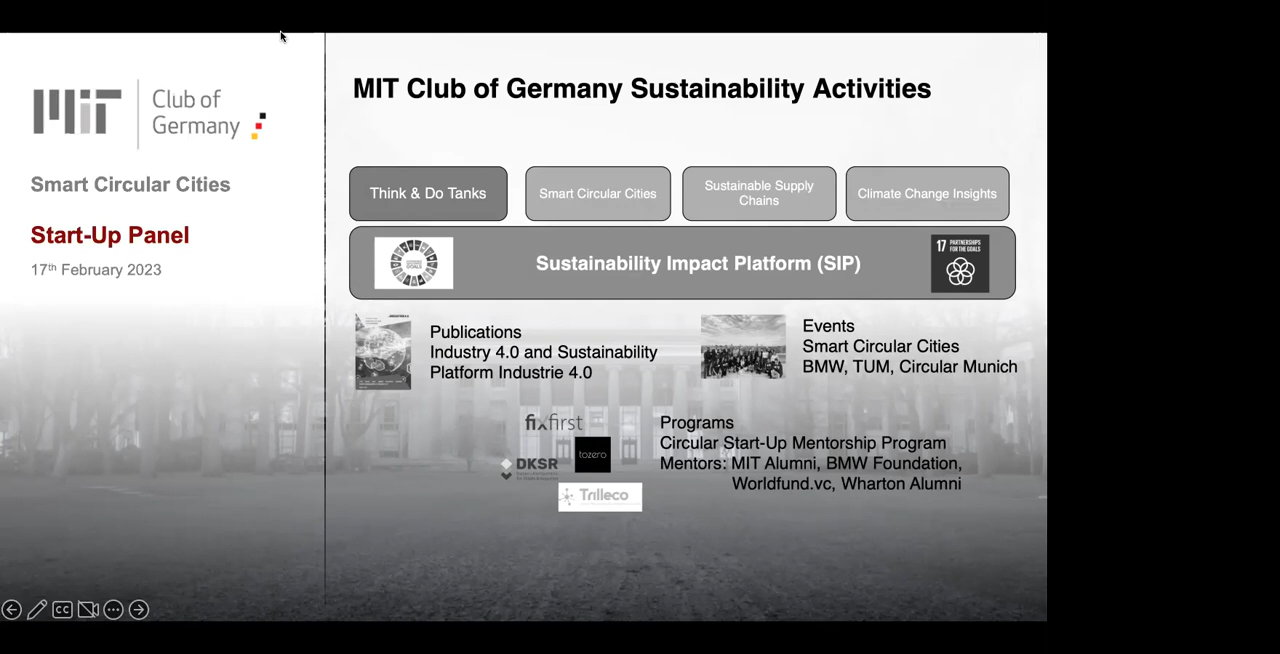 MIT
Club of
Germany
Smart Circular Cities
Start-Up Panel
17th February 2023
MIT Club of Germany Sustainability Activities
Think & Do Tanks
Smart Circular Cities
Sustainable Supply
Chains
Climate Change Insights
Sustainability Impact Platform (SIP)
17 PARTNERSHIPS
FOR THE GOALS
Publications
Industry 4.0 and Sustainability
Platform Industrie 4.0
Events
Smart Circular Cities
BMW, TUM, Circular Munich
fixfirst
tozero
DKSR
Trilleco
Programs
Circular Start-Up Mentorship Program
Mentors: MIT Alumni, BMW Foundation,
Worldfund.vc, Wharton Alumni
CC